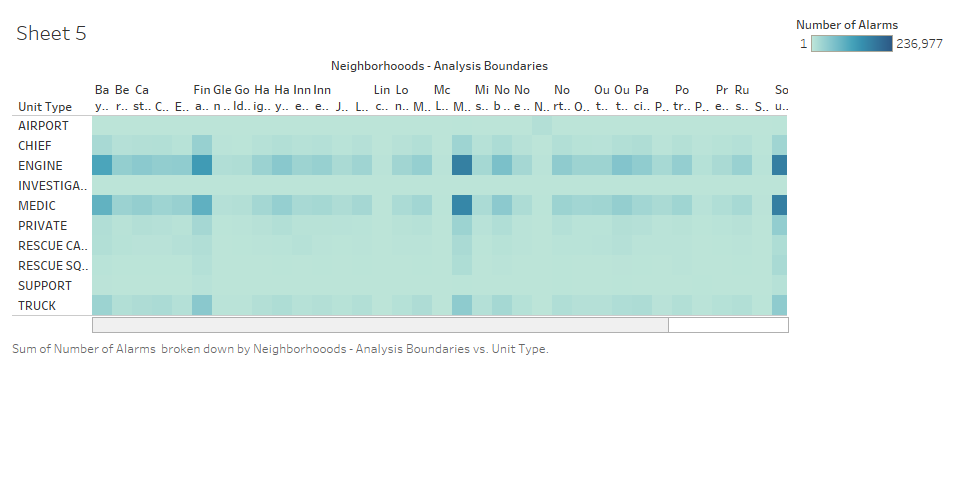 Sheet 5
Number of Alarms
1 236,977
Neighborhooods - Analysis Boundaries
Ba Be Ca Fin Gle Go Ha Ha Inn Inn Lin Lo Mc Mi No No No Ou Ou Pa Po Pr Ru So
Unit Type y.. r.. st.. C.. E.. a.. n .. ld.. ig.. y.. e.. e.. J.. L.. c.. n.. M.. L.. M.. s.. b.. e.. N.. rt.. O.. t.. t.. ci.. P.. tr.. P.. e.. s.. S.. u..
AIRPORT
CHIEF
ENGINE
INVESTIGA..
MEDIC
PRIVATE
RESCUE CA..
RESCUE SQ..
SUPPORT
TRUCK
Sum of Number of Alarms broken down by Neighborhooods - Analysis Boundaries vs. Unit Type.